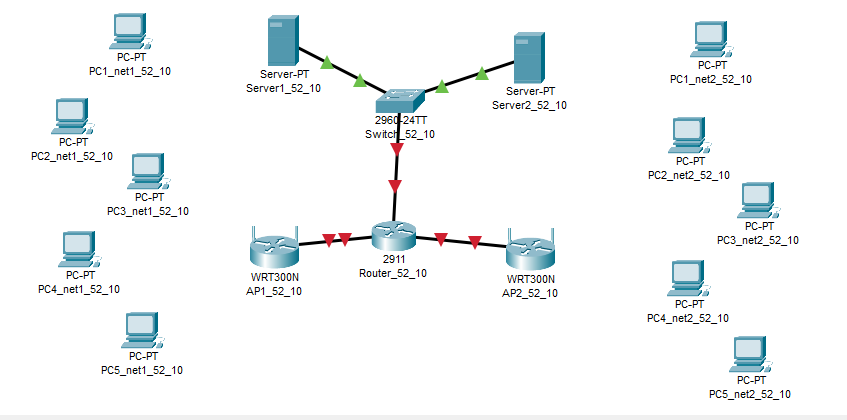 PC-PT
PC1_net1_52_10
PC-PT
PC2_net1_52_10
PC-PT
PC3_net1_52_10
PC-PT
PC4_net1_52_10
PC-PT
PC5_net1_52_10
Server-PT
Server1_52_10
Server-PT
Server2_52_10
2960-24TT
Switch_52_10
2911
Router_52_10
WRT300N
AP1_52_10
WRT300N
AP2_52_10
PC-PT
PC1_net2_52_10
PC-PT
PC2_net2_52_10
PC-PT
PC3_net2_52_10
PC-PT
PC4_net2_52_10
PC-PT
PC5_net2_52_10